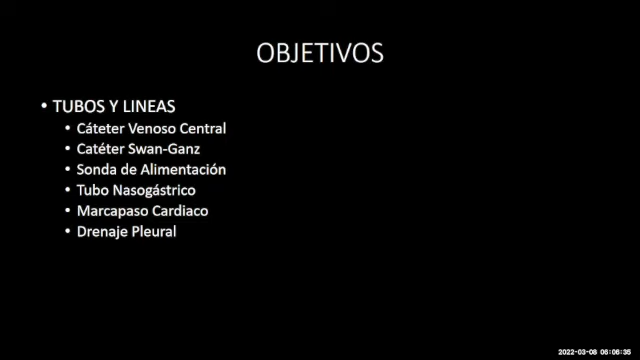 OBJETIVOS
• TUBOS Y LINEAS
• Cáteter Venoso Central
• Catéter Swan-Ganz
• Sonda de Alimentación
• Tubo Nasogástrico
• Marcapaso Cardiaco
• Drenaje Pleural
2022-03-08 06:06:35